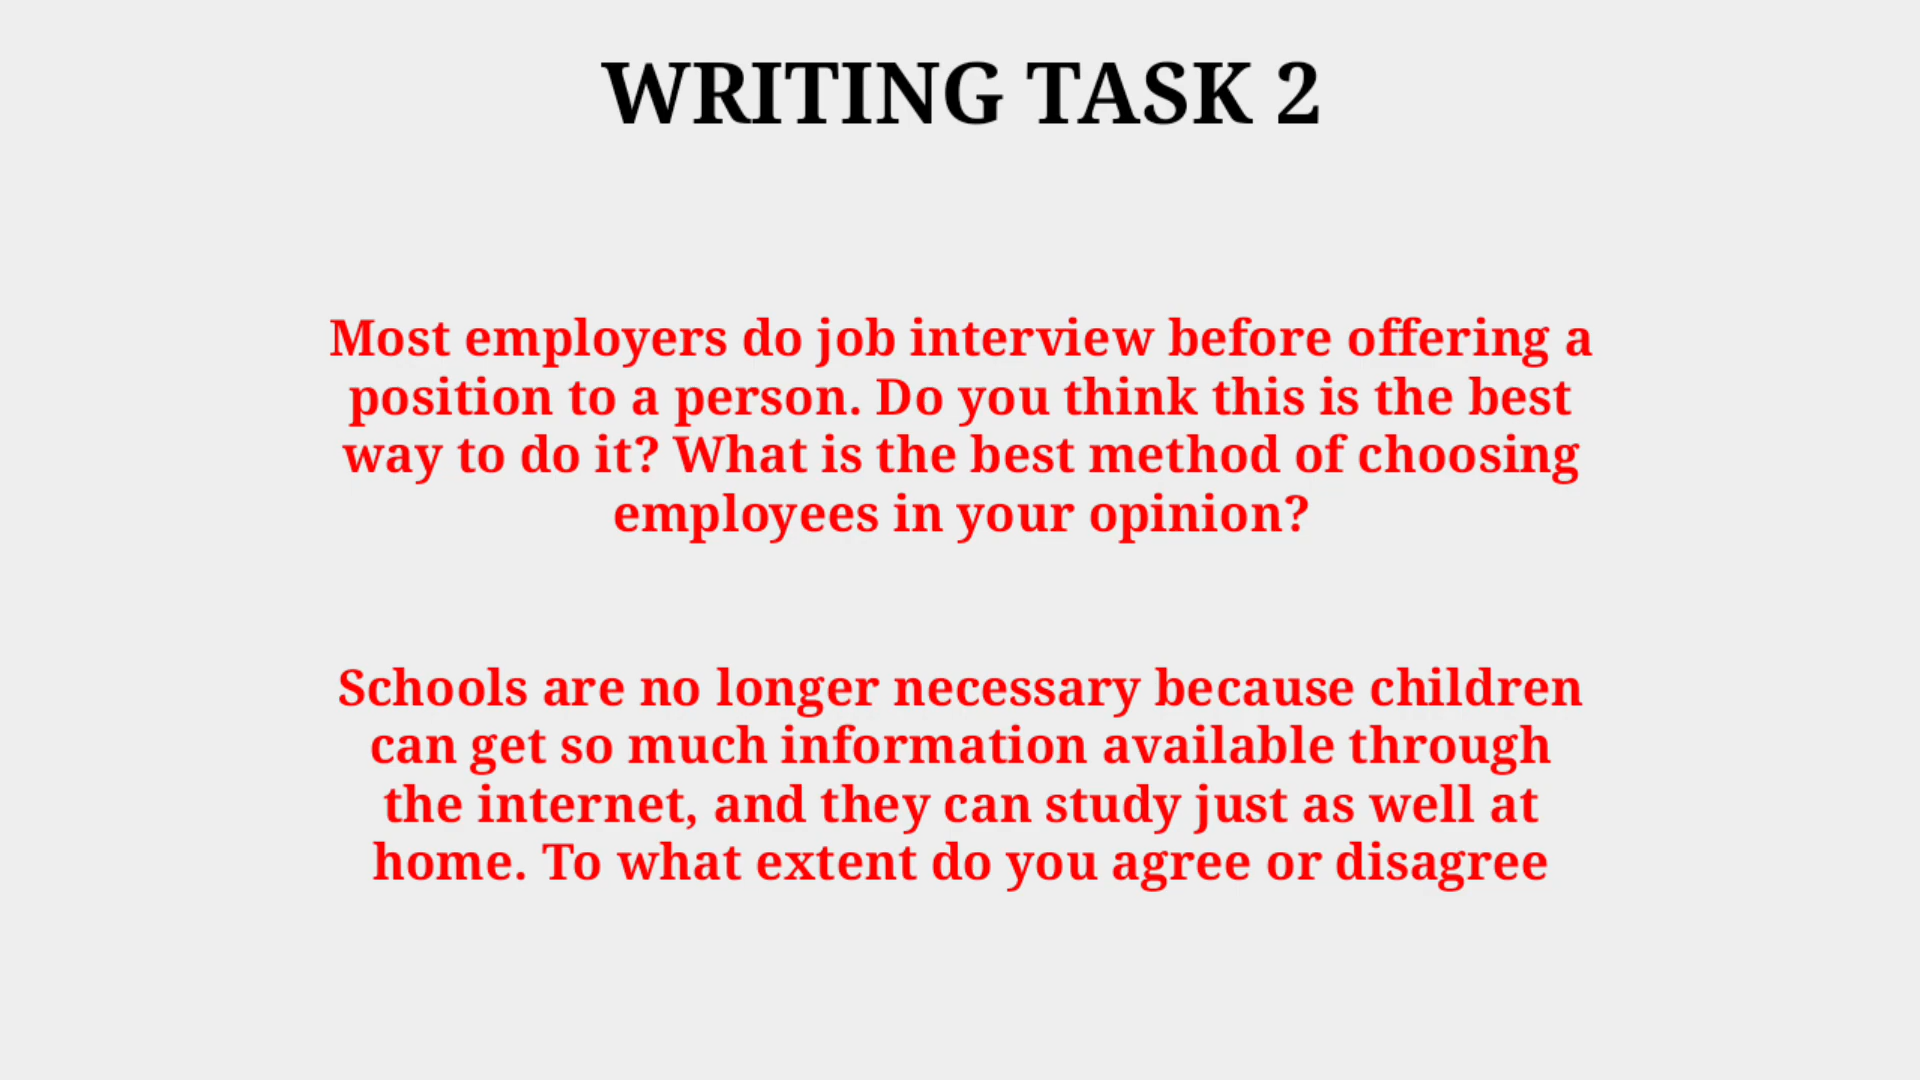 WRITING TASK 2
Most employers do job interview before offering a
position to a person. Do you think this is the best
way to do it? What is the best method of choosing
employees in your opinion?
Schools are no longer necessary because children
can get so much information available through
the internet, and they can study just as well at
home. To what extent do you agree or disagree